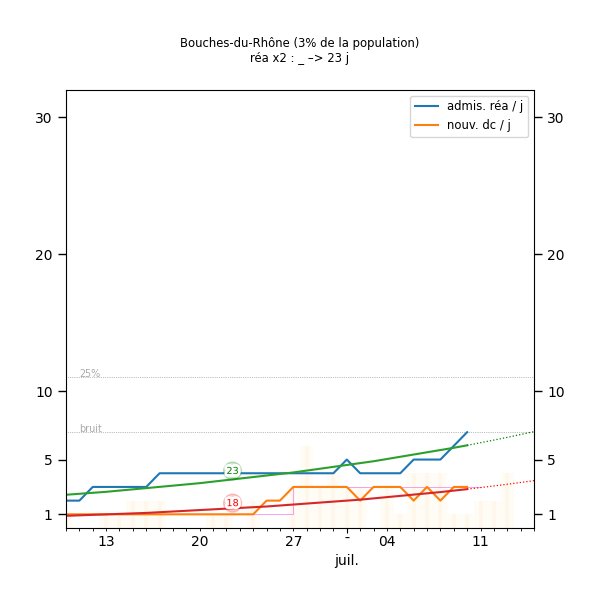 Bouches-du-Rhône (3% de la population)
réa x2 : _ –> 23 j
admis. réa / j
nouv. dc / j
30 30
20 20
25%
10 10
bruit
5 5
23
18
1 1
13 20 27 - 04 11
juil.